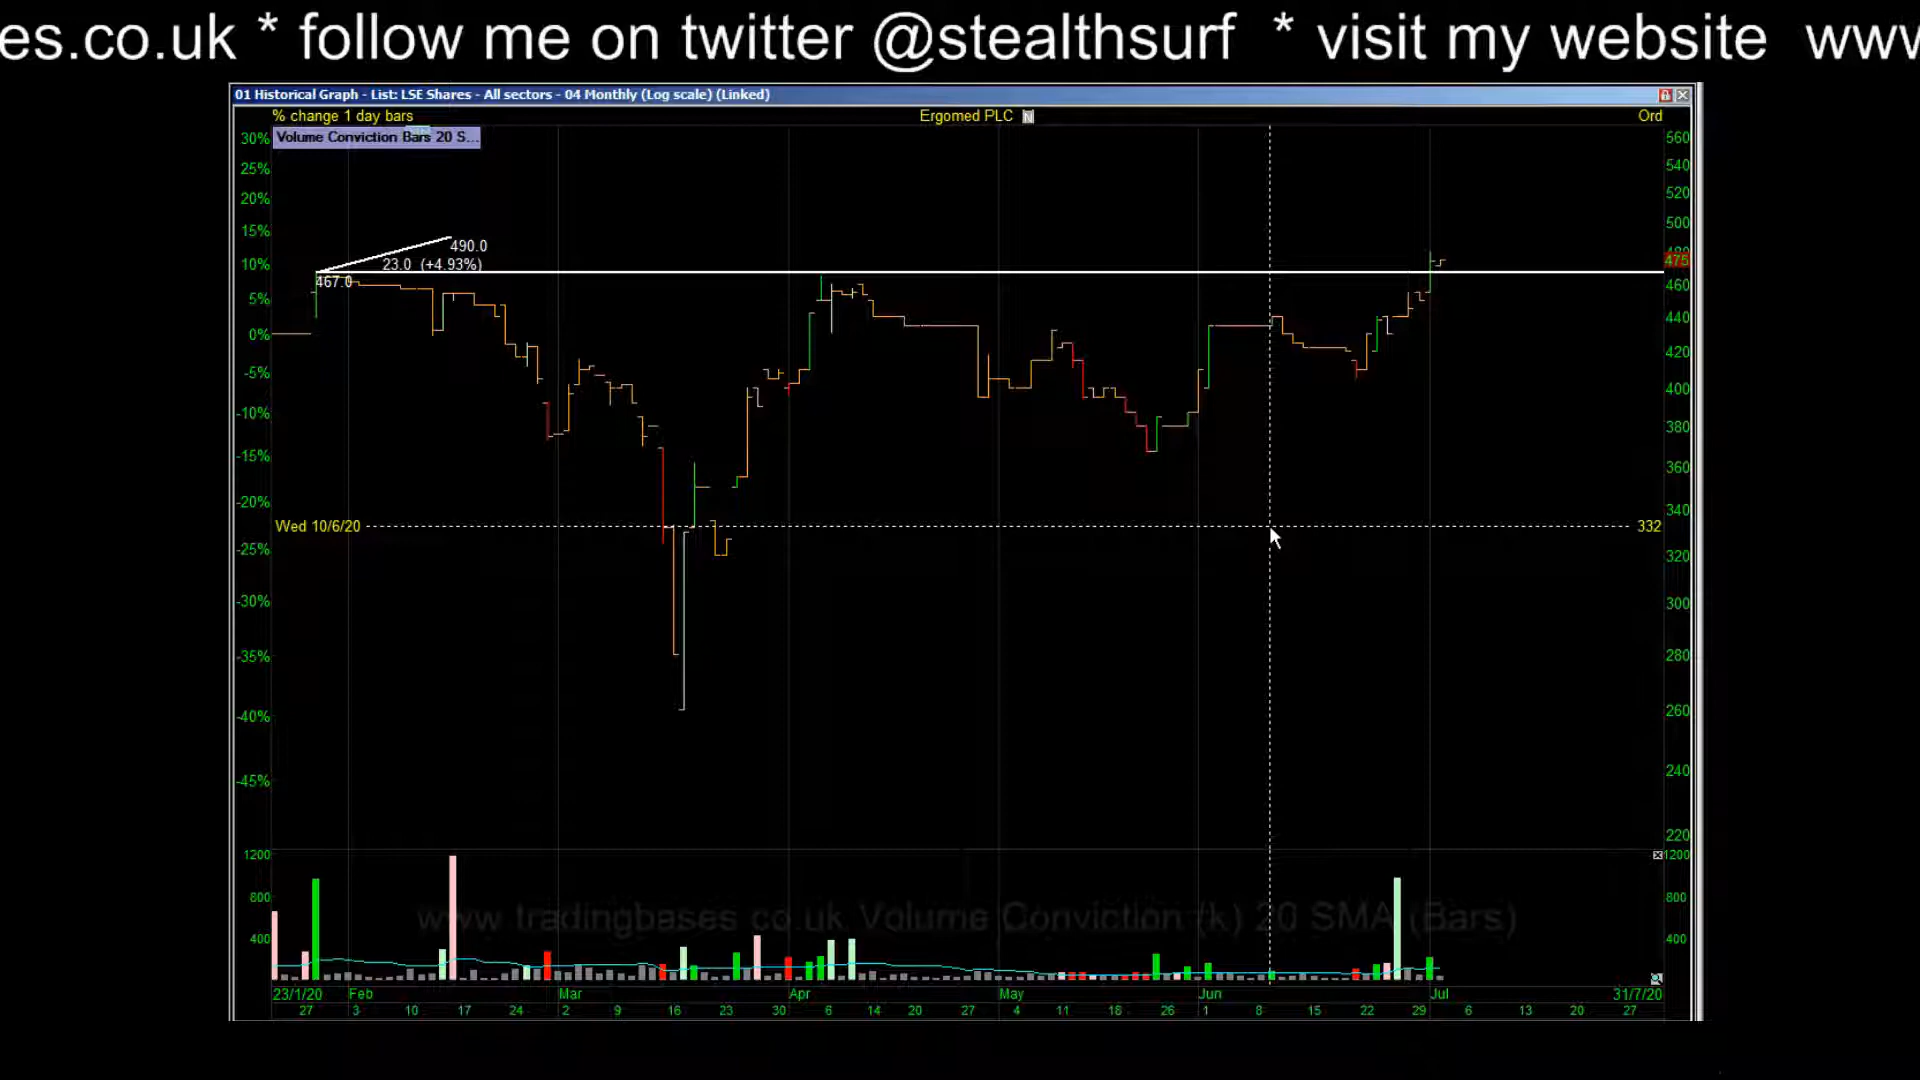 es.co.uk * follow me on twitter @stealthsurf * visit my website www
01 Historical Graph - List: LSE Shares - All sectors - 04 Monthly (Log scale) (Linked)
% change 1 day bars Ergomed PLC N Ord
Volume Conviction Bars 20 S...
30% 560
25% 540
20% 520
15% 500
490.0
10% 23.0 (+4.93%) 475
467.0
5% 460
0% 440
420
-5% 400
-10% 380
-15% 360
-20% 340
Wed 10/6/20 332
-25% 320
-30% 300
-35% 280
-40% 260
-45% 240
220
1200 1200
800 800
www tradingbases co.uk Volume Conviction (k) 20 SMA (Bars)
400 400
23/1/20 Feb Mar Apr May Jun Jul 31/7/20
27 3 10 17 24 2 9 16 23 30 6 14 20 27 4 11 18 26 1 8 15 22 29 6 13 20 27